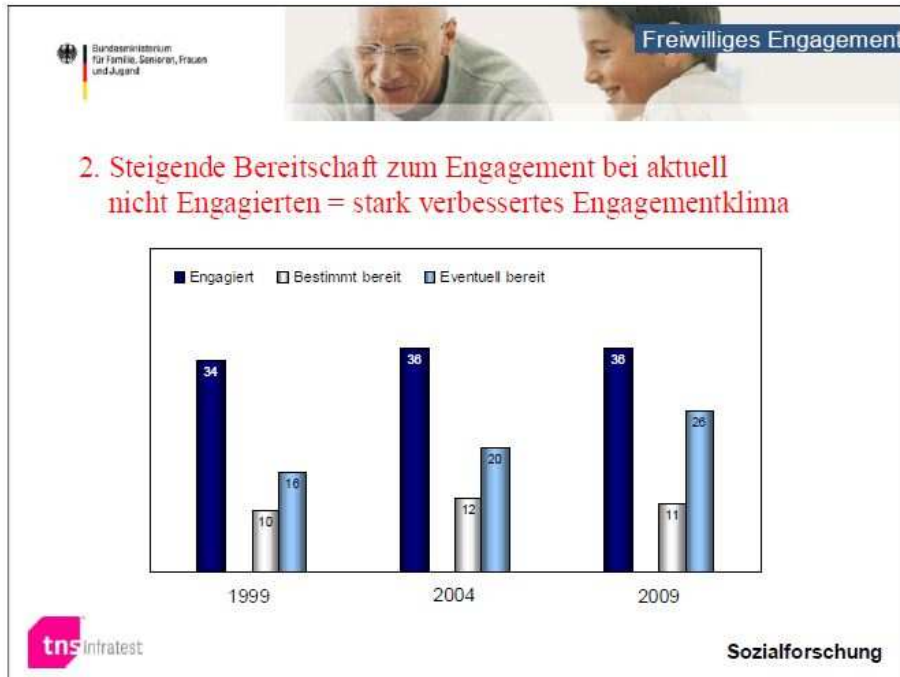 Bundesministerium
für Familie, Senioren, Frauen
und Jugend
Freiwilliges Engagement
2. Steigende Bereitschaft zum Engagement bei aktuell
nicht Engagierten = stark verbessertes Engagementklima
Engagiert Bestimmt bereit Eventuell bereit
34 10 16
36 12 20
36 11 26
1999 2004 2009
tns infratest
Sozialforschung